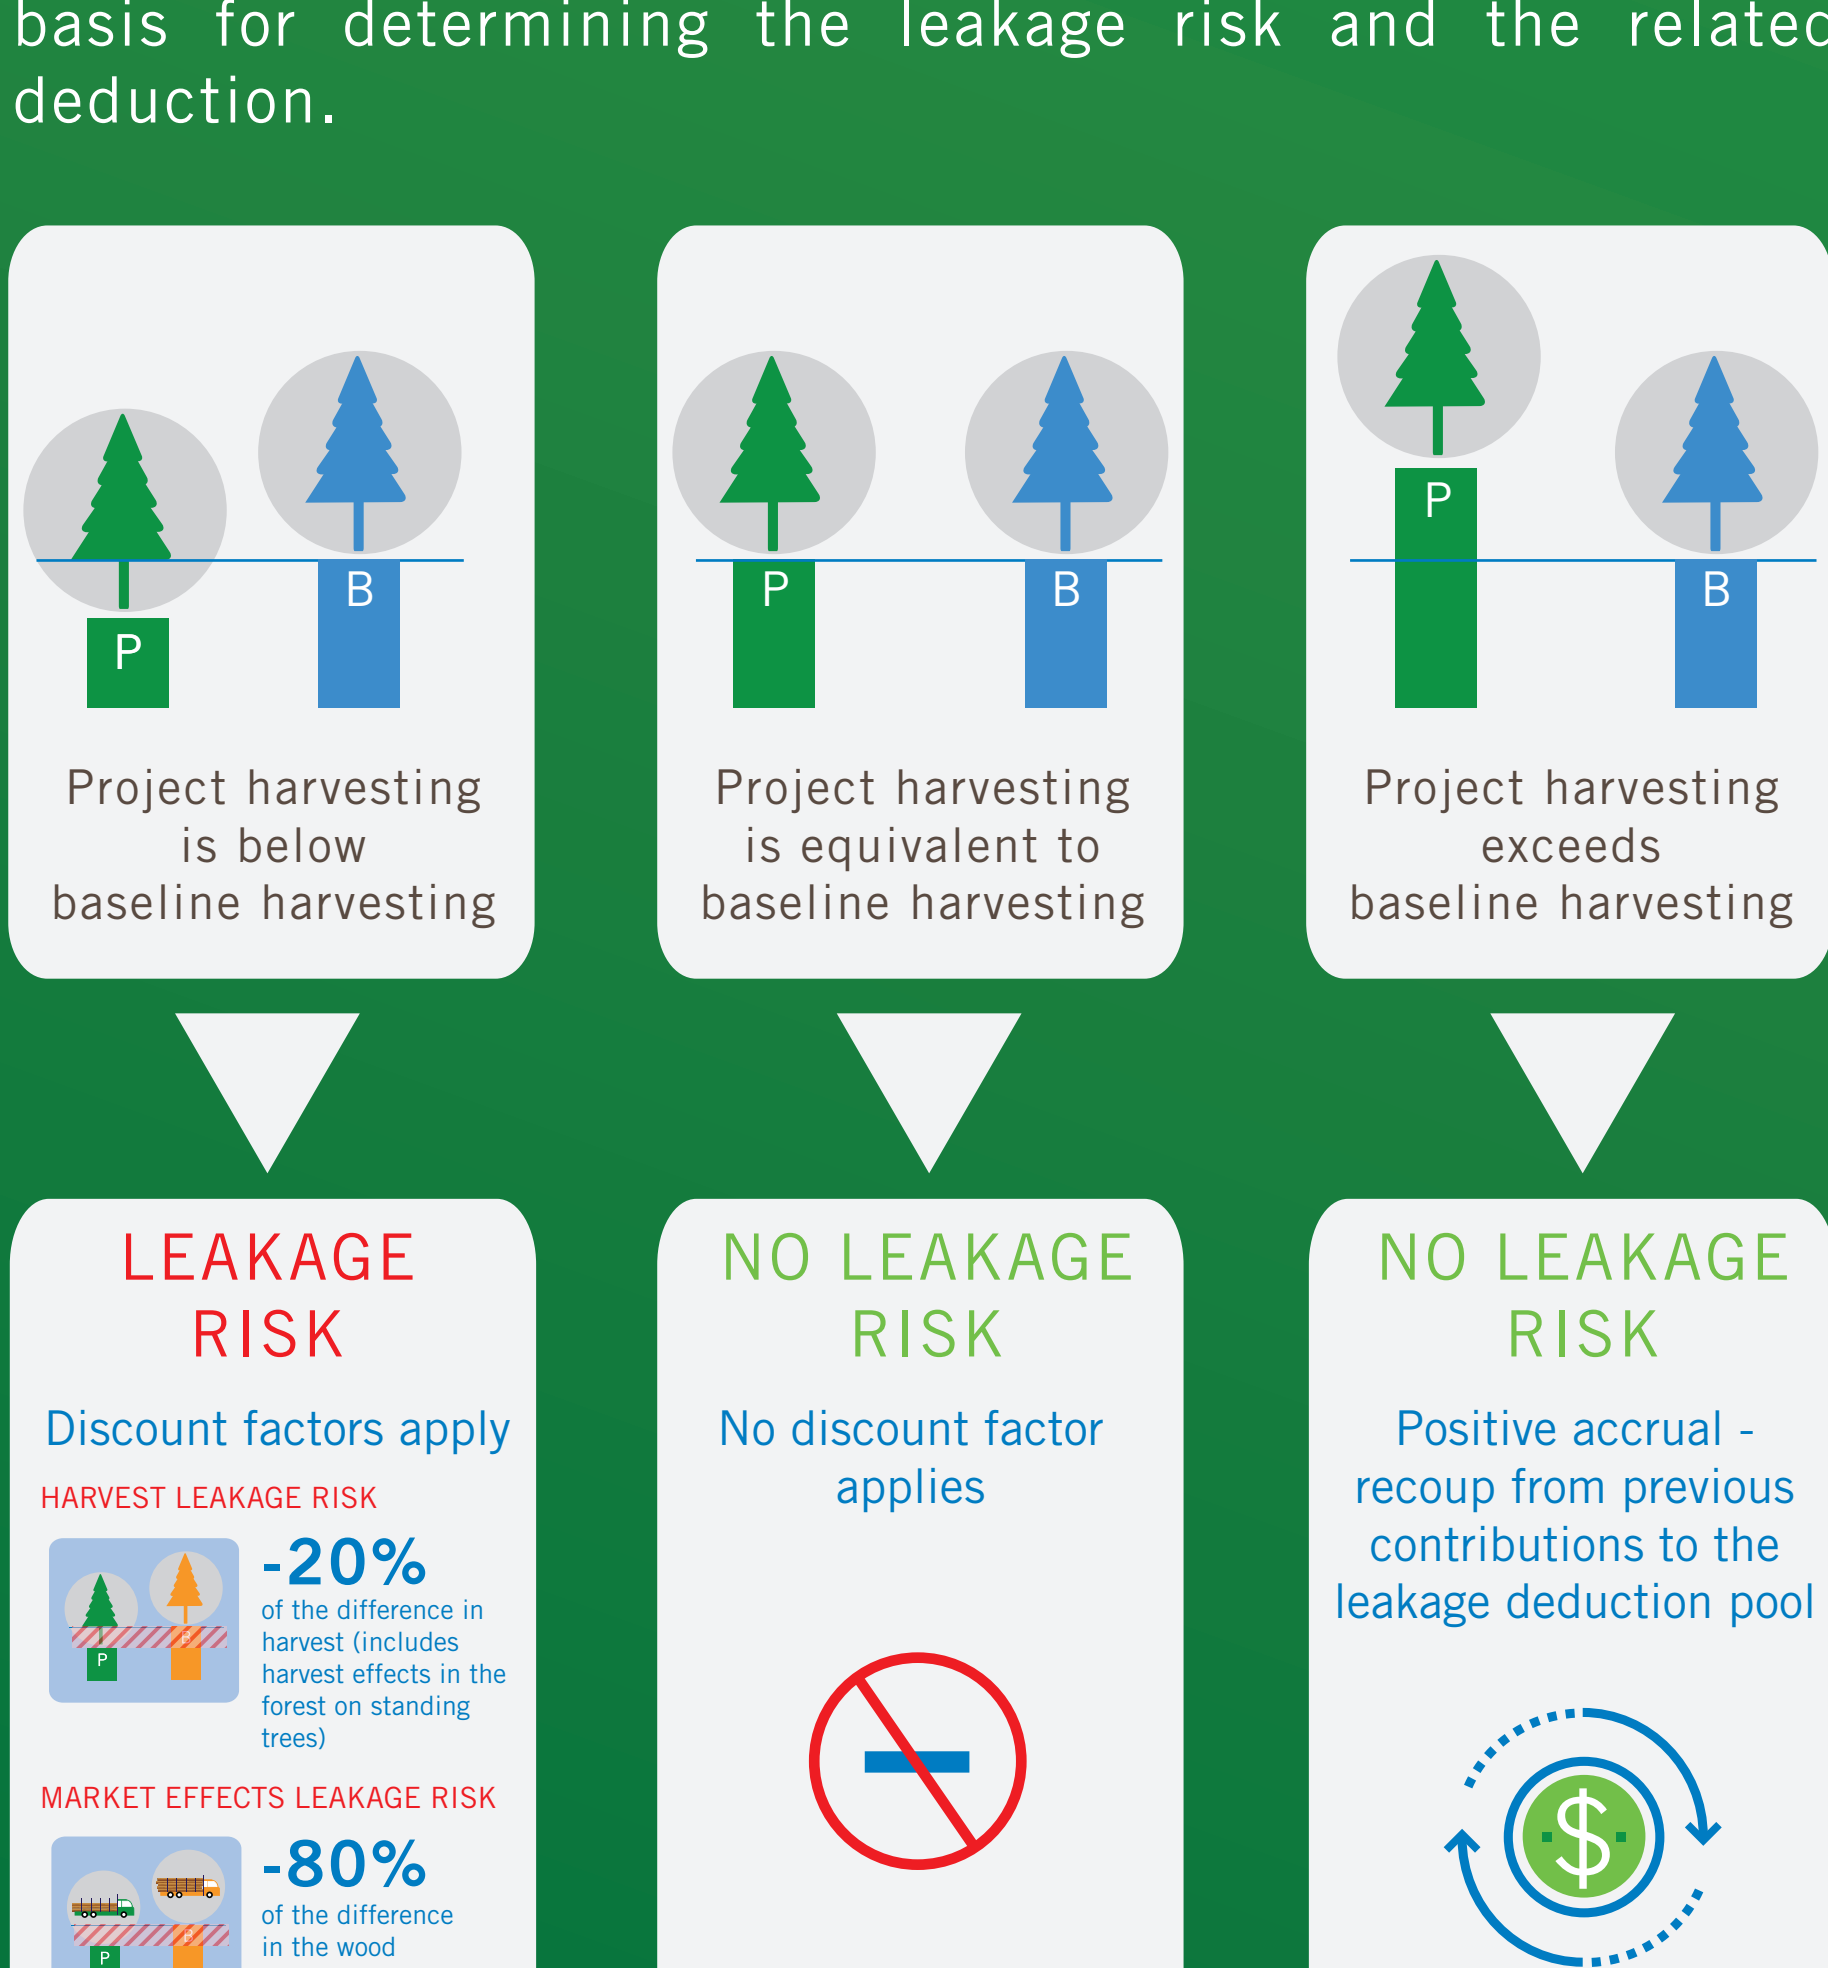 basis for determining the leakage risk and the related
deduction.
P
B
Project harvesting
is below
baseline harvesting
P
B
Project harvesting
is equivalent to
baseline harvesting
P
B
Project harvesting
exceeds
baseline harvesting
LEAKAGE
RISK
Discount factors apply
HARVEST LEAKAGE RISK
P
B
-20%
of the difference in
harvest (includes
harvest effects in the
forest on standing
trees)
MARKET EFFECTS LEAKAGE RISK
P
B
-80%
of the difference
in the wood
NO LEAKAGE
RISK
No discount factor
applies
NO LEAKAGE
RISK
Positive accrual -
recoup from previous
contributions to the
leakage deduction pool
$